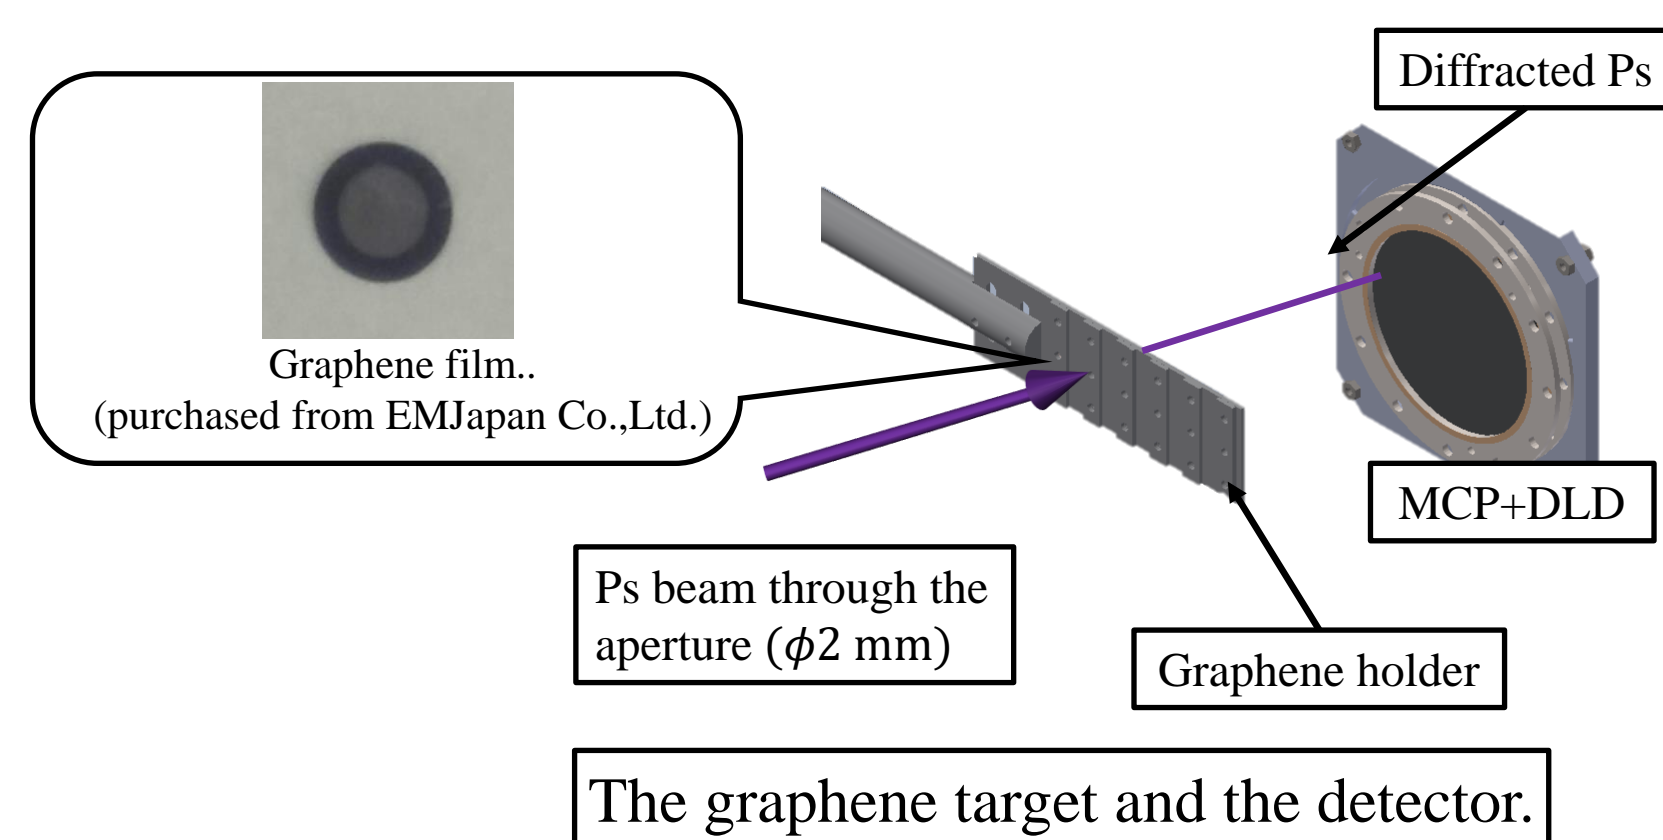 Diffracted Ps
Graphene film..
(purchased from EMJapan Co.,Ltd.)
MCP+DLD
Ps beam through the
aperture (ϕ2 mm)
Graphene holder
The graphene target and the detector.